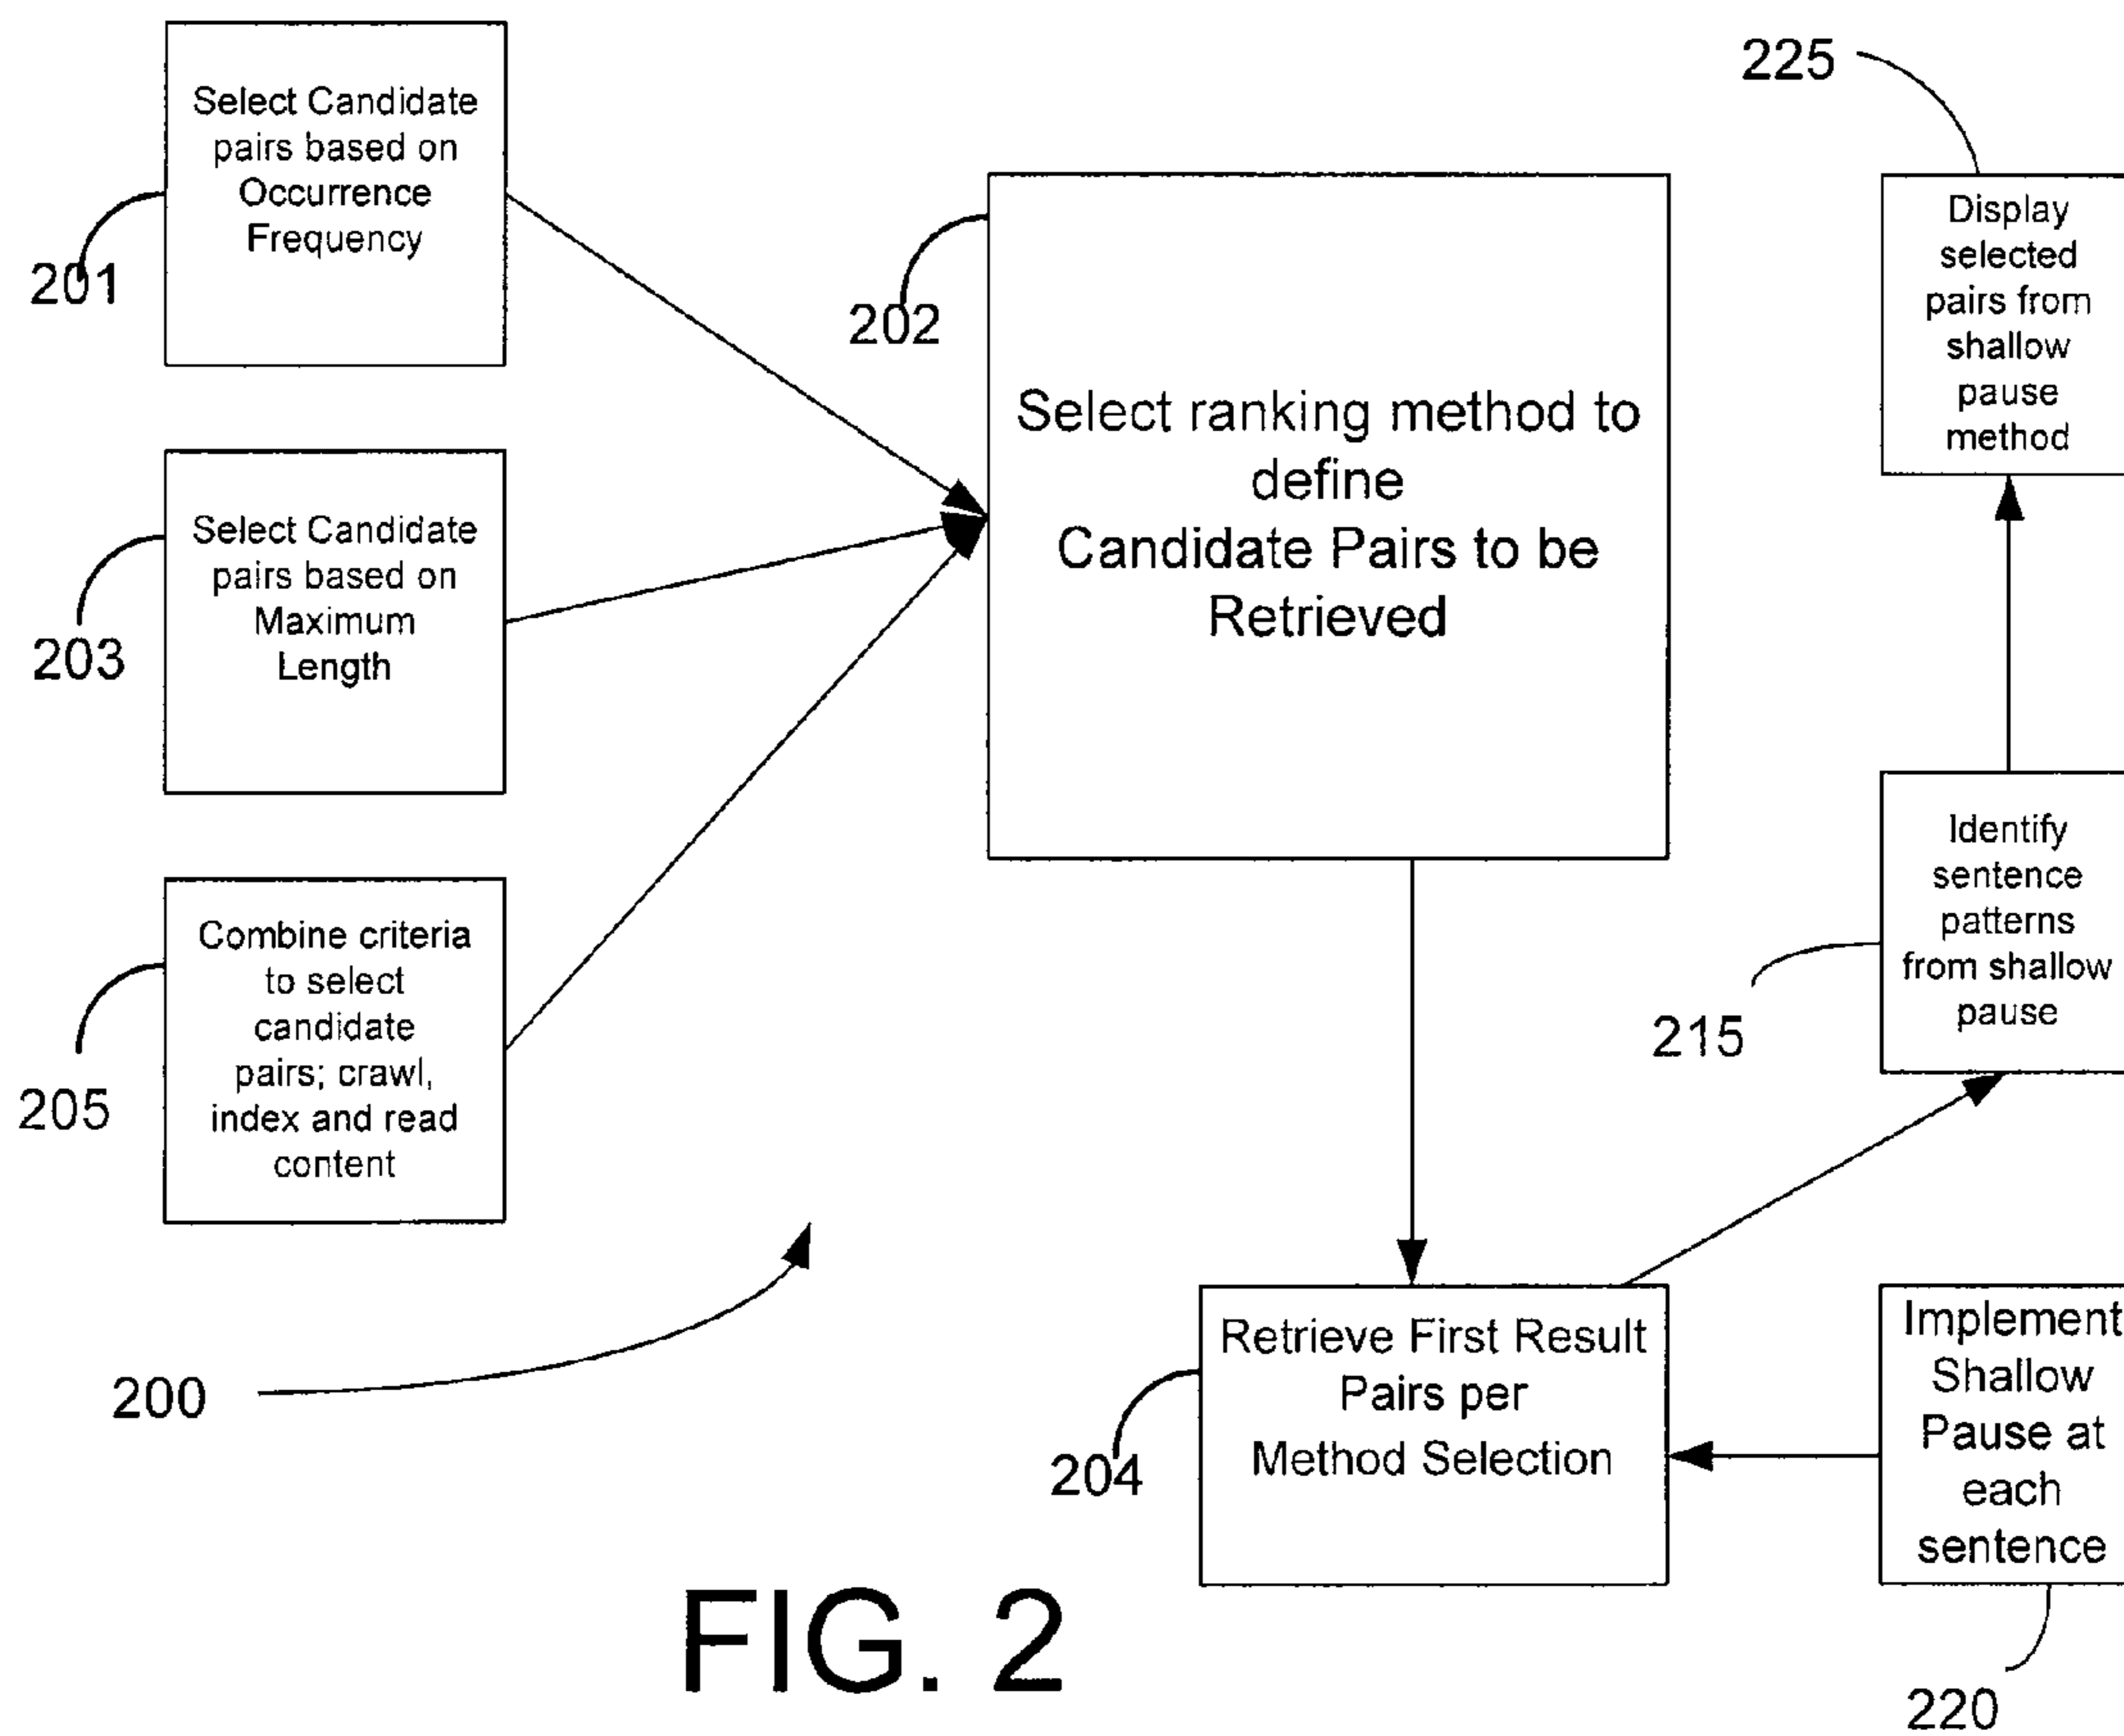 Select Candidate
pairs based on
Occurrence
Frequency
201
Select Candidate
pairs based on
Maximum
Length
203
Combine criteria
to select
candidate
pairs; crawl,
index and read
content
205
200
202
Select ranking method to
define
Candidate Pairs to be
Retrieved
225
Display
selected
pairs from
shallow
pause
method
Identify
sentence
patterns
from shallow
pause
215
Retrieve First Result
Pairs per
Method Selection
204
Implement
Shallow
Pause at
each
sentence
220
FIG. 2